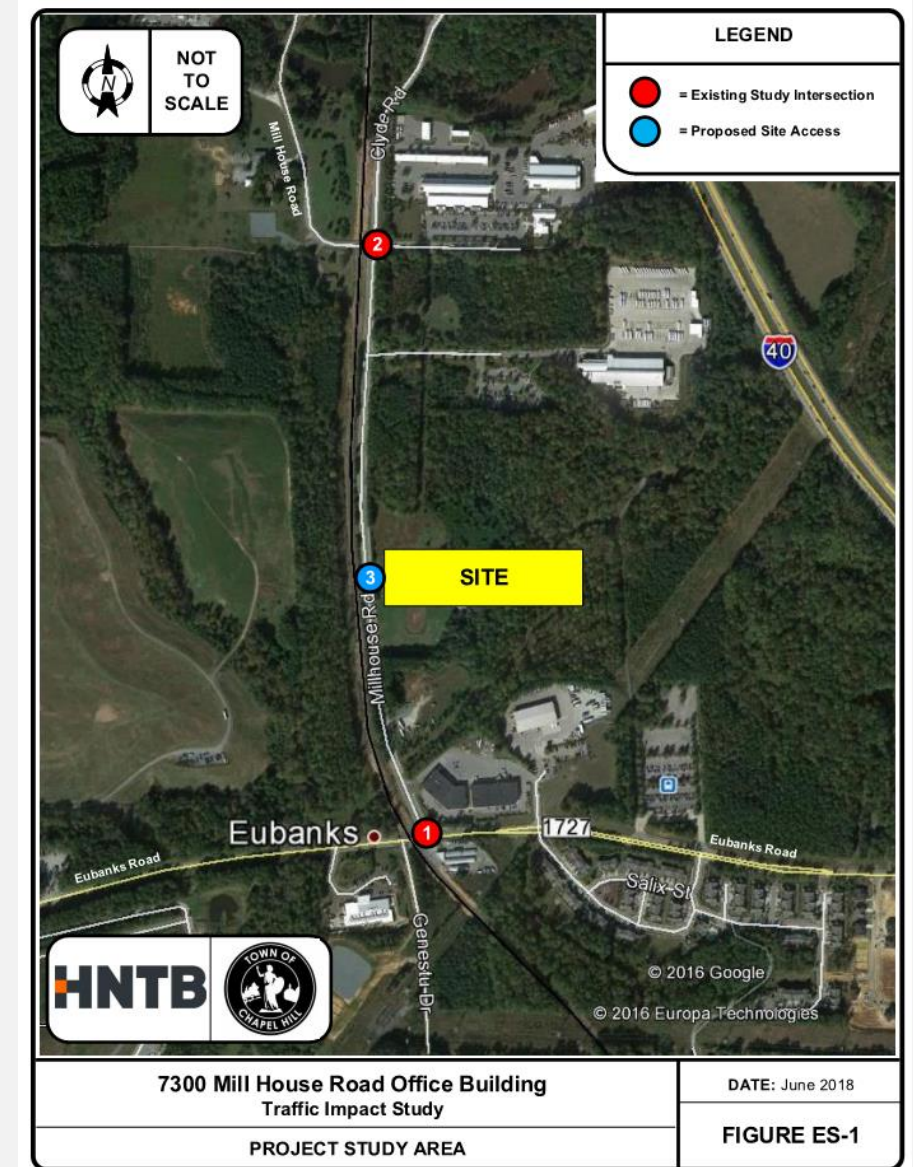 NOT
TO
SCALE
N
LEGEND
= Existing Study Intersection
= Proposed Site Access
Clyde Rd
Mill House Road
2
40
3
SITE
Millhouse Rd
Eubanks
1
1727
Eubanks Road
Eubanks Road
Salix St
Genestu Dr
© 2016 Google
© 2016 Europa Technologies
HNTB
TOWN OF
CHAPEL HILL
7300 Mill House Road Office Building
Traffic Impact Study
PROJECT STUDY AREA
DATE: June 2018
FIGURE ES-1